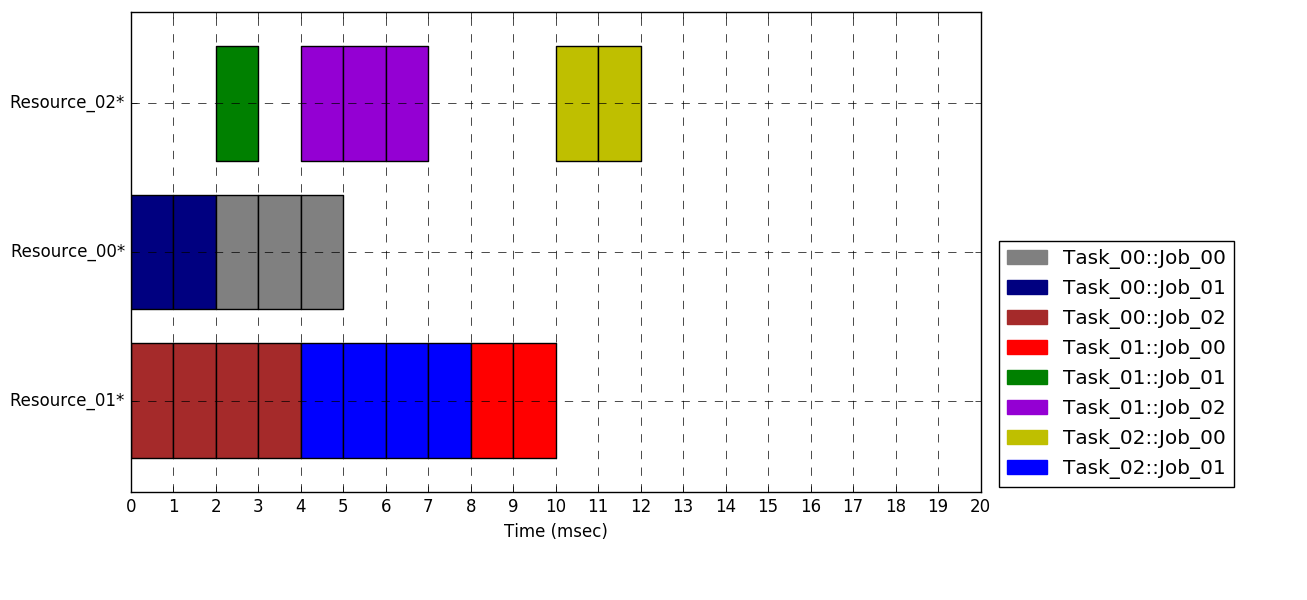 Resource_02*
Resource_00*
Resource_01*
0 1 2 3 4 5 6 7 8 9 10 11 12 13 14 15 16 17 18 19 20
Time (msec)
Task_00::Job_00
Task_00::Job_01
Task_00::Job_02
Task_01::Job_00
Task_01::Job_01
Task_01::Job_02
Task_02::Job_00
Task_02::Job_01